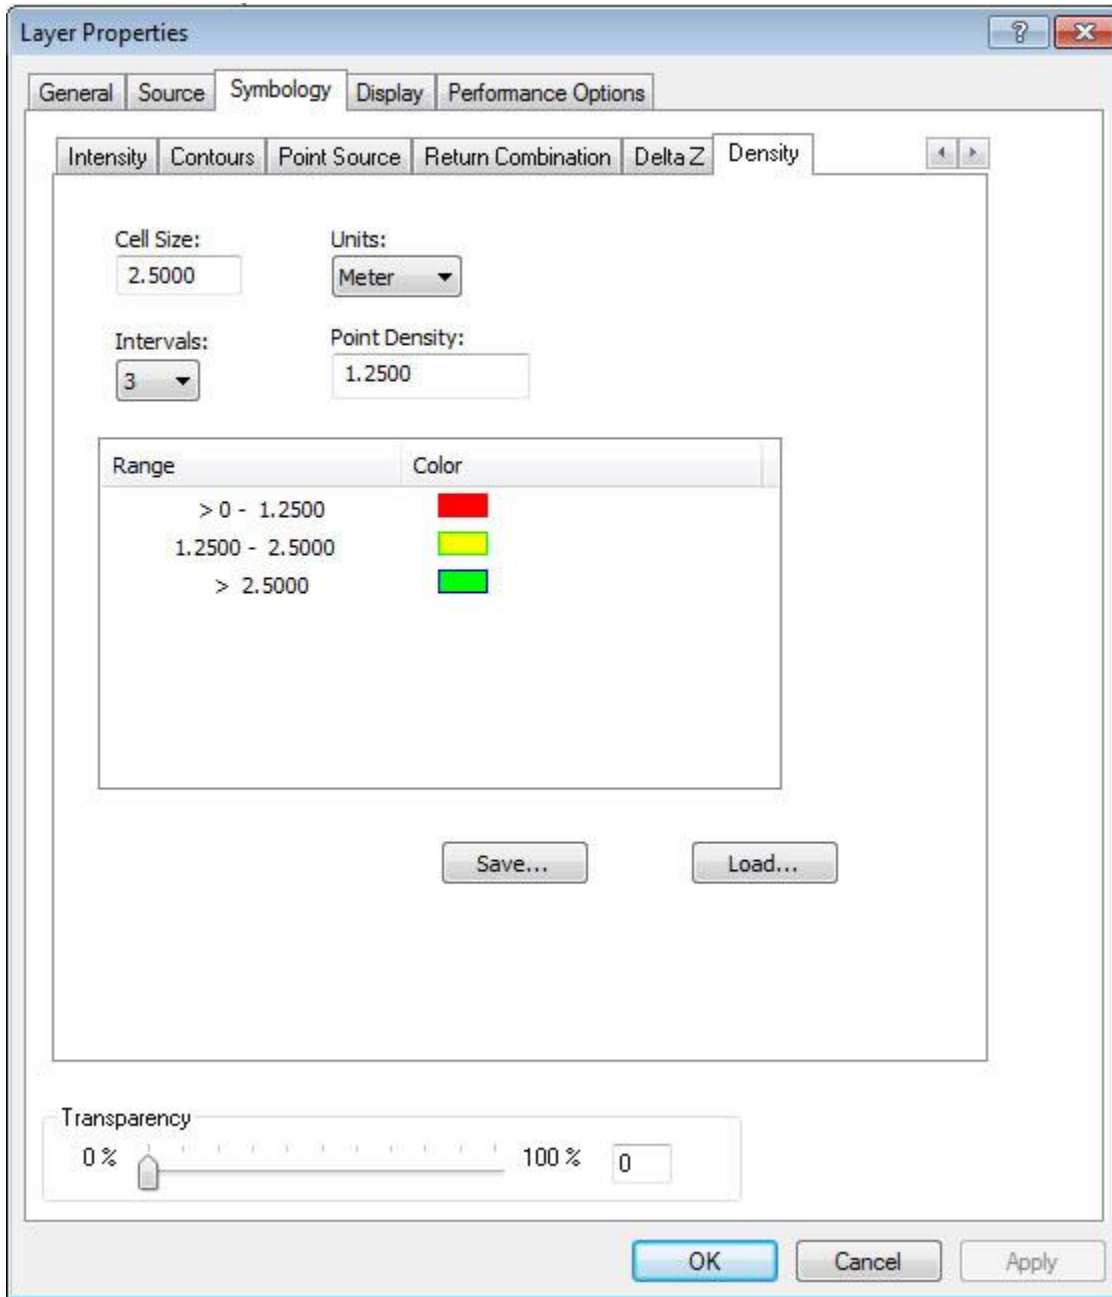 Layer Properties
General Source Symbology Display Performance Options
Intensity Contours Point Source Return Combination Delta Z Density
Cell Size: Units:
2.5000 Meter
Intervals: Point Density:
3 1.2500
Range Color
> 0 - 1.2500
1.2500 - 2.5000
> 2.5000
Save... Load...
Transparency
0 % 100 % 0
OK Cancel Apply